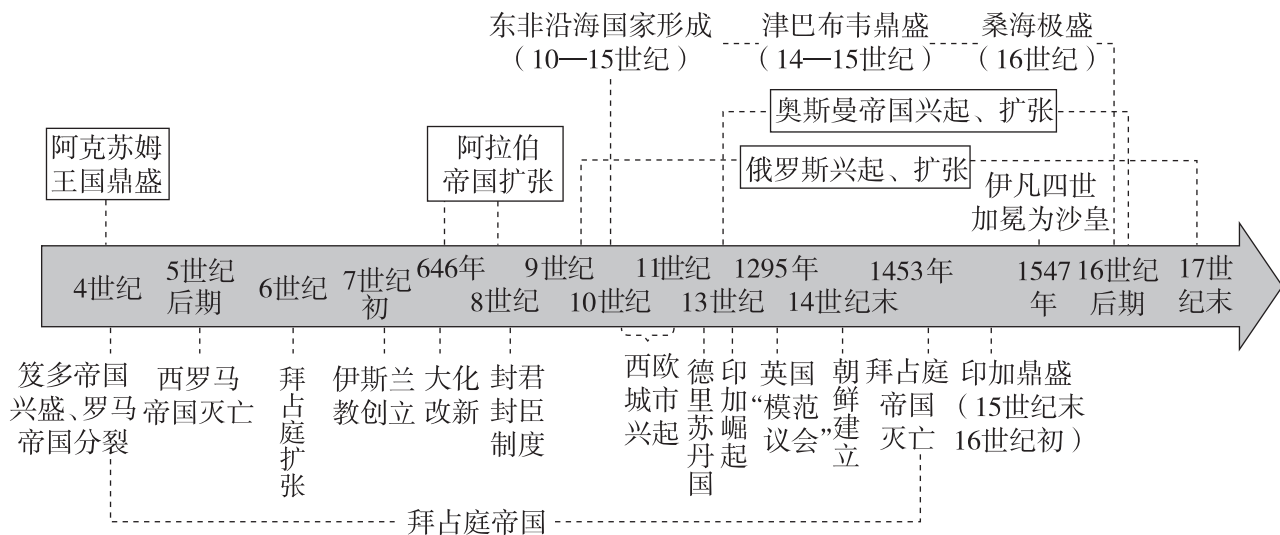 东非沿海国家形成
（10—15世纪）
津巴布韦鼎盛
（14—15世纪）
桑海极盛
（16世纪）
奥斯曼帝国兴起、扩张
阿克苏姆
王国鼎盛
阿拉伯
帝国扩张
俄罗斯兴起、扩张
伊凡四世
加冕为沙皇
4世纪
5世纪
后期
6世纪
7世纪
初
646年
8世纪
9世纪
10世纪
11世纪
13世纪
1295年
14世纪末
1453年
1547
年
16世纪
后期
17世
纪末
笈多帝国
兴盛、罗马
帝国分裂
西罗马
帝国灭亡
拜占庭扩张
伊斯兰
教创立
大化
改新
封君
封臣
制度
西欧
城市
兴起
德里苏丹国
印加崛起
英国
“模范
议会”
朝鲜建立
拜占庭
帝国
灭亡
印加鼎盛
（15世纪末
16世纪初）
拜占庭帝国